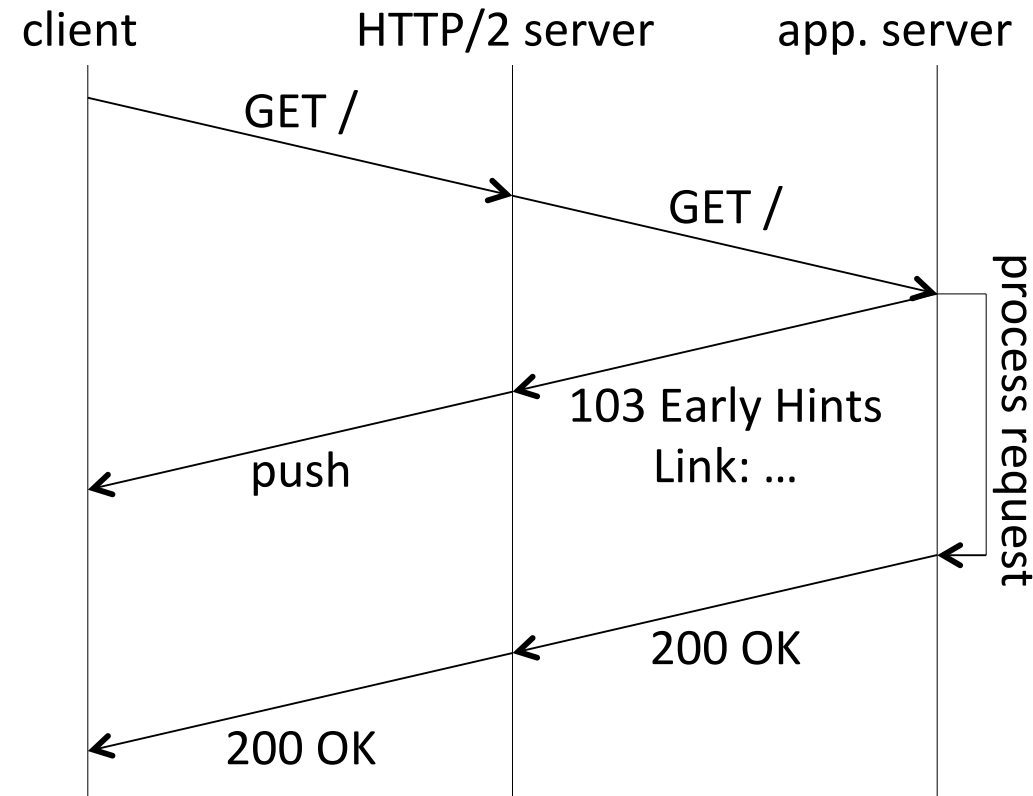 client
HTTP/2 server
app. server
GET /
GET /
process request
103 Early Hints
Link: ...
push
200 OK
200 OK